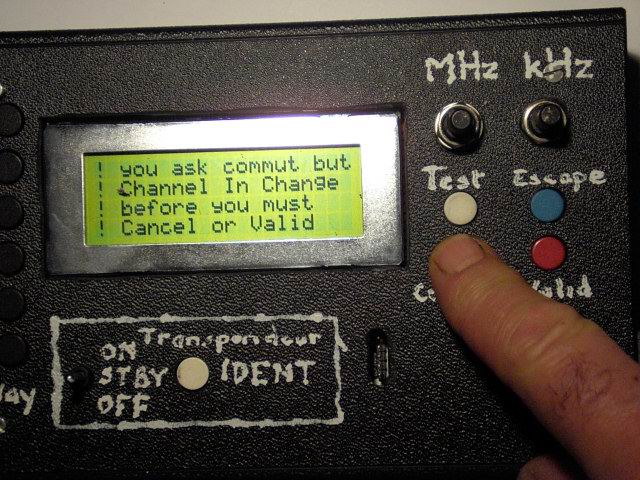 MHz kHz
! you ask commut but
! Channel In Change
! before you must
! Cancel or Valid
Test Escape
Valid
Transpondeur
ON
STBY IDENT
OFF